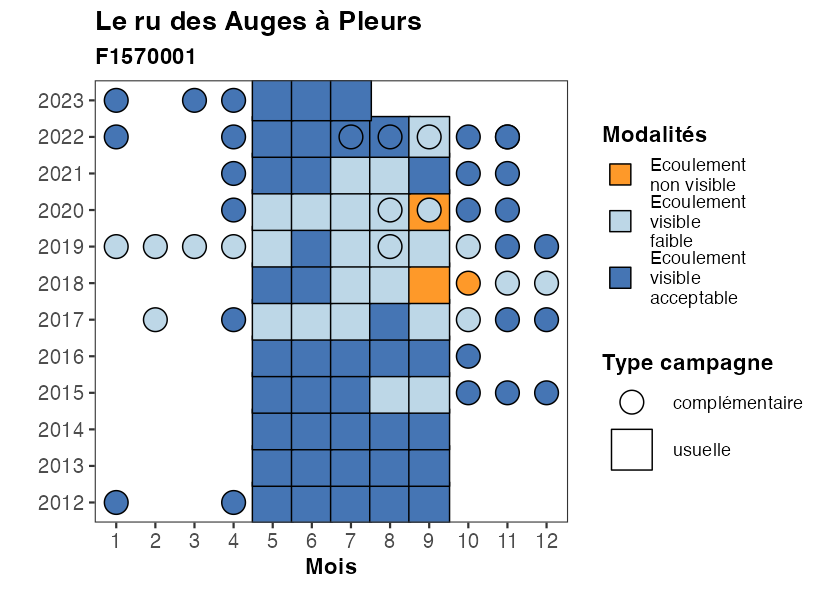 Le ru des Auges à Pleurs
F1570001
2023
2022
2021
2020
2019
2018
2017
2016
2015
2014
2013
2012
1 2 3 4 5 6 7 8 9 10 11 12
Mois
Modalités
Ecoulement
non visible
Ecoulement
visible
faible
Ecoulement
visible
acceptable
Type campagne
complémentaire
usuelle